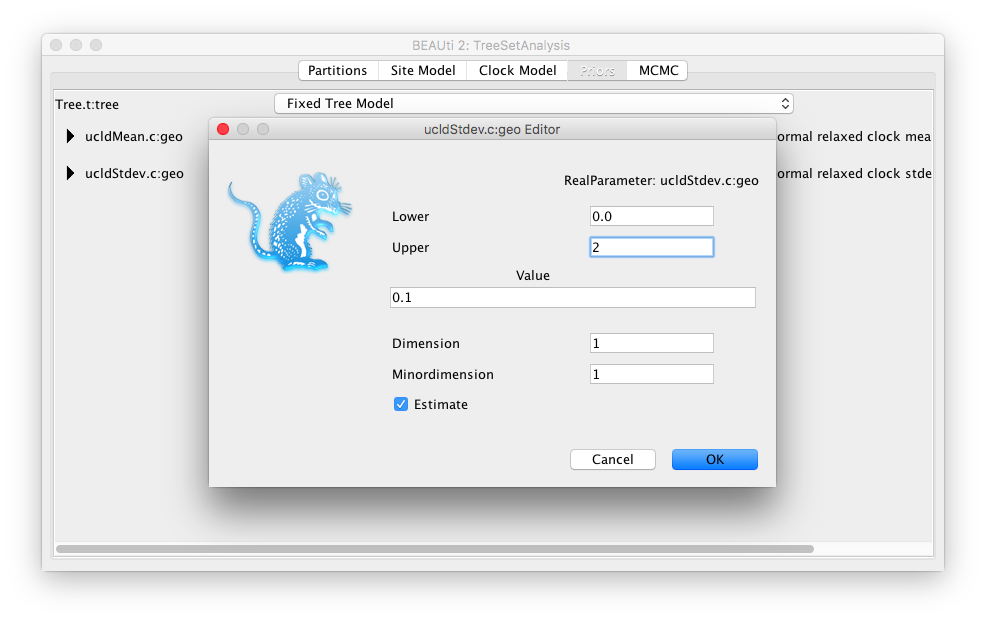 BEAUti 2: TreeSetAnalysis
Partitions Site Model Clock Model Priors MCMC
Tree.t:tree Fixed Tree Model
ucldStdev.c:geo Editor
ucldMean.c:geo ormal relaxed clock mea
ucldStdev.c:geo ormal relaxed clock stde
RealParameter: ucldStdev.c:geo
Lower 0.0
Upper 2
Value
0.1
Dimension 1
Minordimension 1
Estimate
Cancel OK